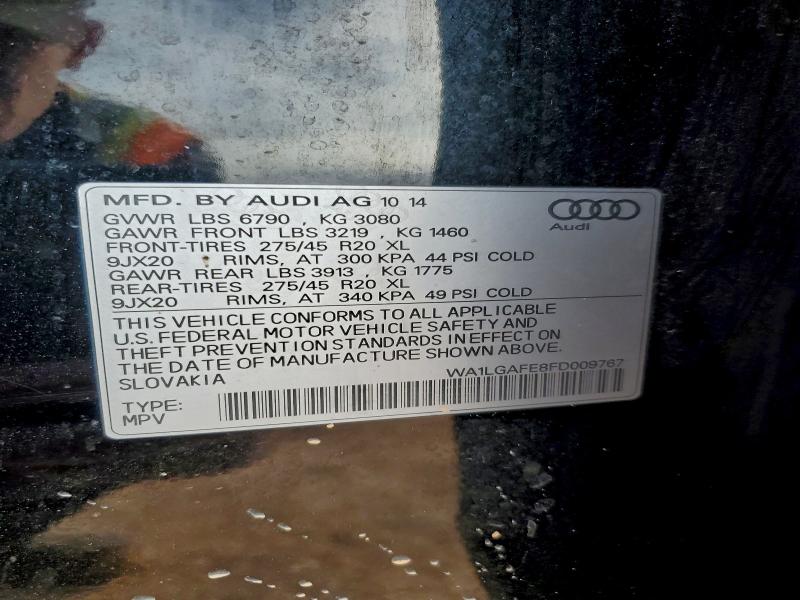 MFD. BY AUDI AG 10 14
GVWR LBS 6790 , KG 3080
GAWR FRONT LBS 3219 , KG 1460
FRONT-TIRES 275/45 R20 XL
9JX20 RIMS, AT 300 KPA 44 PSI COLD
GAWR REAR LBS 3913 , KG 1775
REAR-TIRES 275/45 R20 XL
9JX20 RIMS, AT 340 KPA 49 PSI COLD
Audi
THIS VEHICLE CONFORMS TO ALL APPLICABLE
U.S. FEDERAL MOTOR VEHICLE SAFETY AND
THEFT PREVENTION STANDARDS IN EFFECT ON
THE DATE OF MANUFACTURE SHOWN ABOVE.
SLOVAKIA
WA1LGAFE8FD009767
TYPE:
MPV